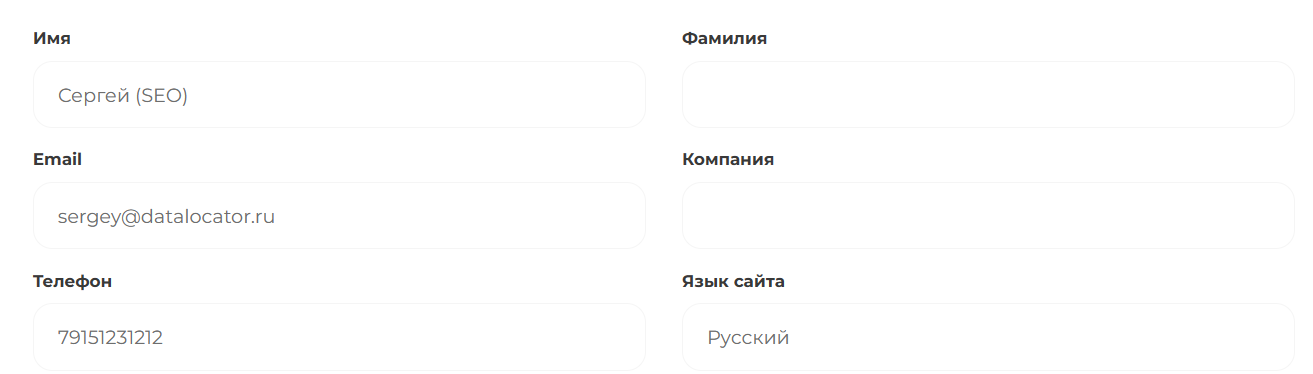 Имя
Фамилия
Сергей (SEO)
Email
Компания
sergey@datalocator.ru
Телефон
Язык сайта
79151231212
Русский